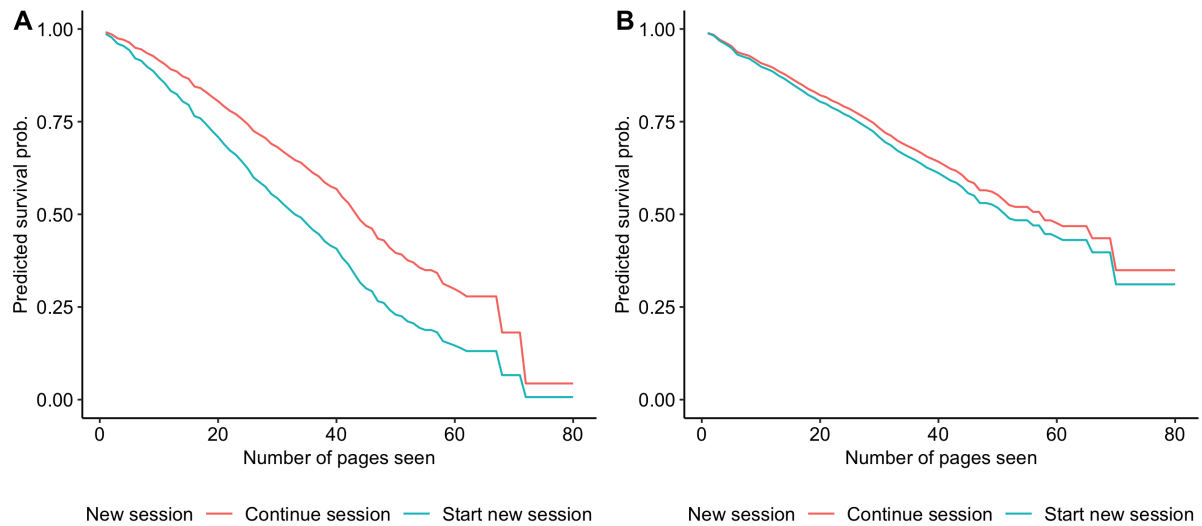 A
1.00
0.75
0.50
0.25
0.00
Predicted survival prob.
0 20 40 60 80
Number of pages seen
New session Continue session Start new session
B
1.00
0.75
0.50
0.25
0.00
Predicted survival prob.
0 20 40 60 80
Number of pages seen
New session Continue session Start new session